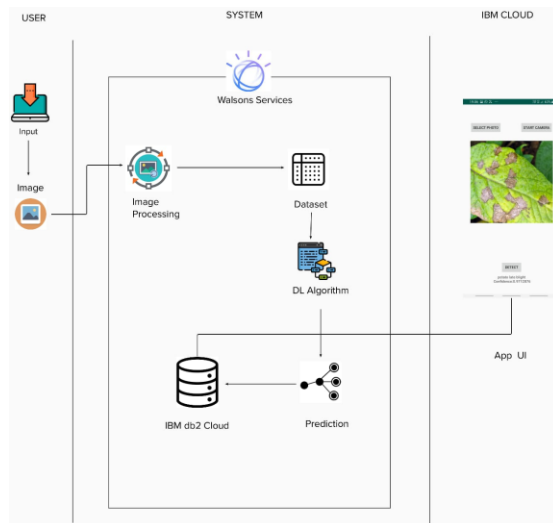 USER
SYSTEM
IBM CLOUD
Walsons Services
Input
Image
Image
Processing
Dataset
DL Algorithm
IBM db2 Cloud
Prediction
SELECT PHOTO
START CAMERA
DETECT
App UI